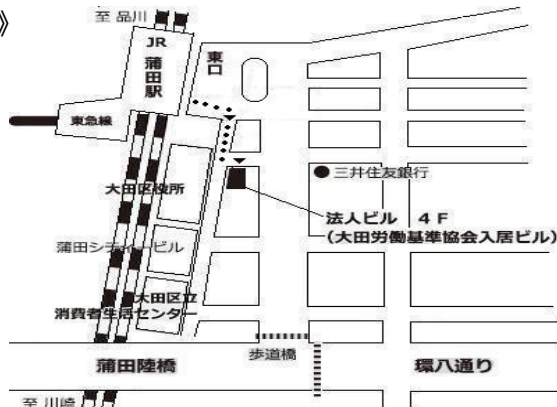 》
至 品川
JR
蒲田駅
東口
東急線
大田区役所
三井住友銀行
法人ビル 4F
(大田労働基準協会入居ビル)
蒲田シティービル
大田区立
消費者生活センター
歩道橋
蒲田陸橋
環八通り
至 川崎